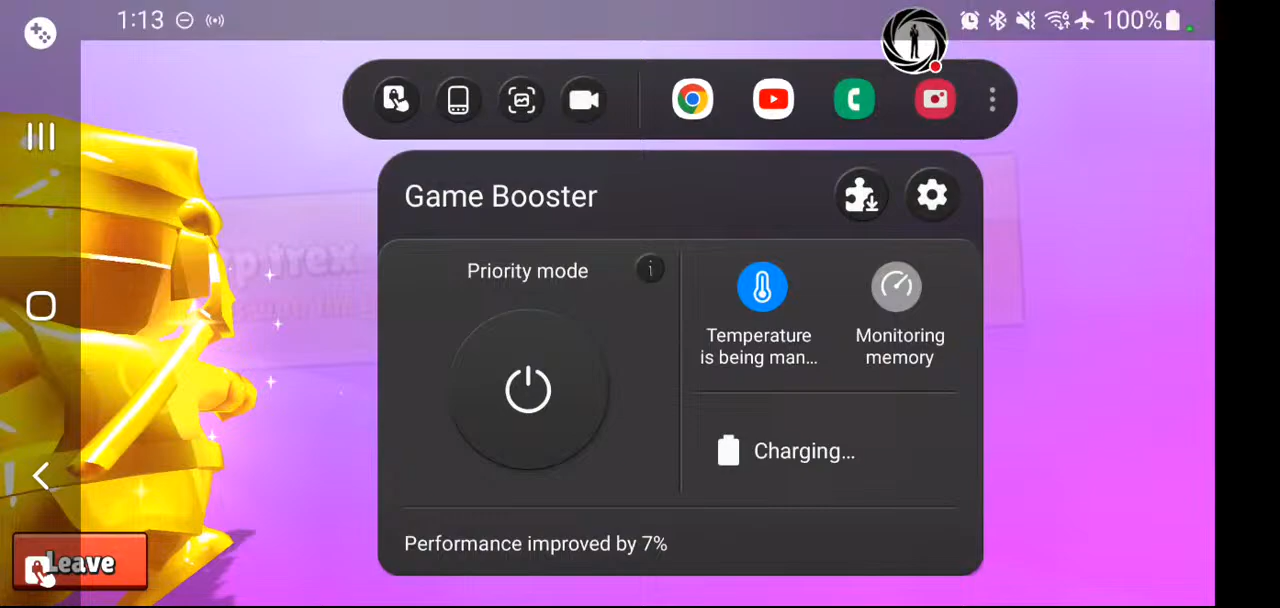 1:13
100%
Game Booster
Priority mode
Temperature
is being man...
Monitoring
memory
Charging...
Performance improved by 7%
Leave